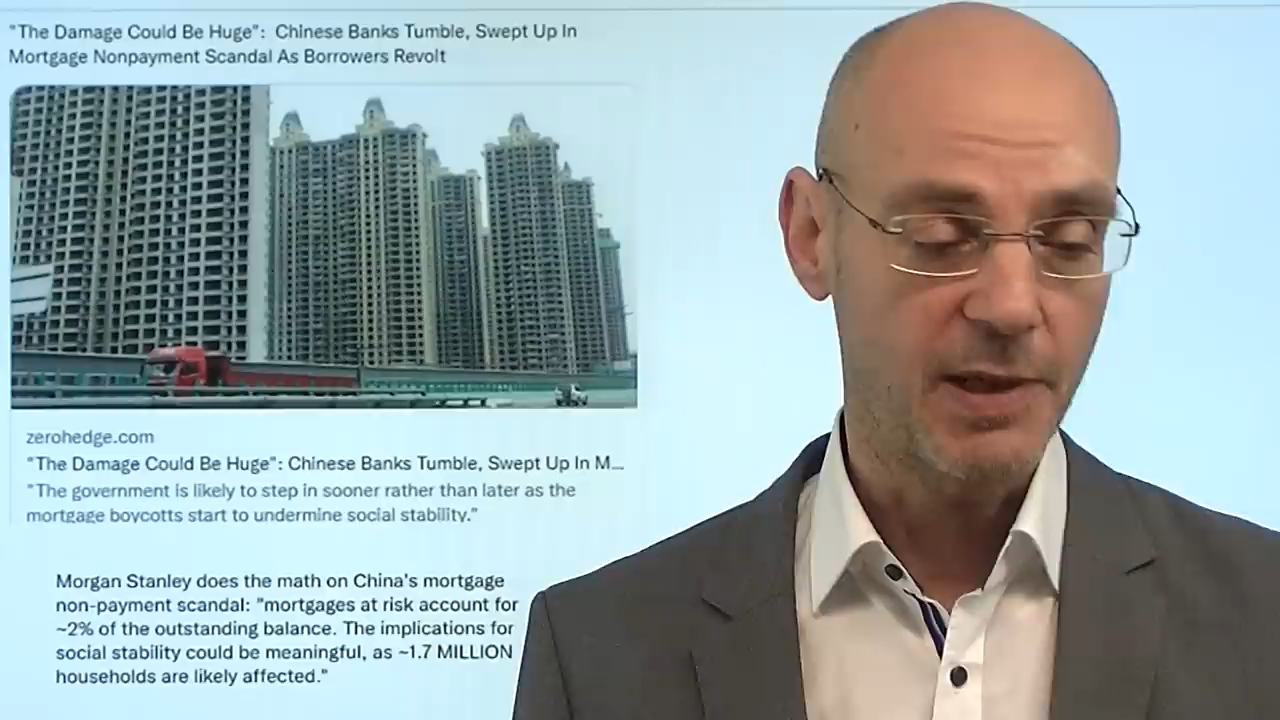 "The Damage Could Be Huge": Chinese Banks Tumble, Swept Up In
Mortgage Nonpayment Scandal As Borrowers Revolt
zerohedge.com
"The Damage Could Be Huge": Chinese Banks Tumble, Swept Up In M...
"The government is likely to step in sooner rather than later as the
mortgage boycotts start to undermine social stability."
Morgan Stanley does the math on China's mortgage
non-payment scandal: "mortgages at risk account for
~2% of the outstanding balance. The implications for
social stability could be meaningful, as ~1.7 MILLION
households are likely affected."